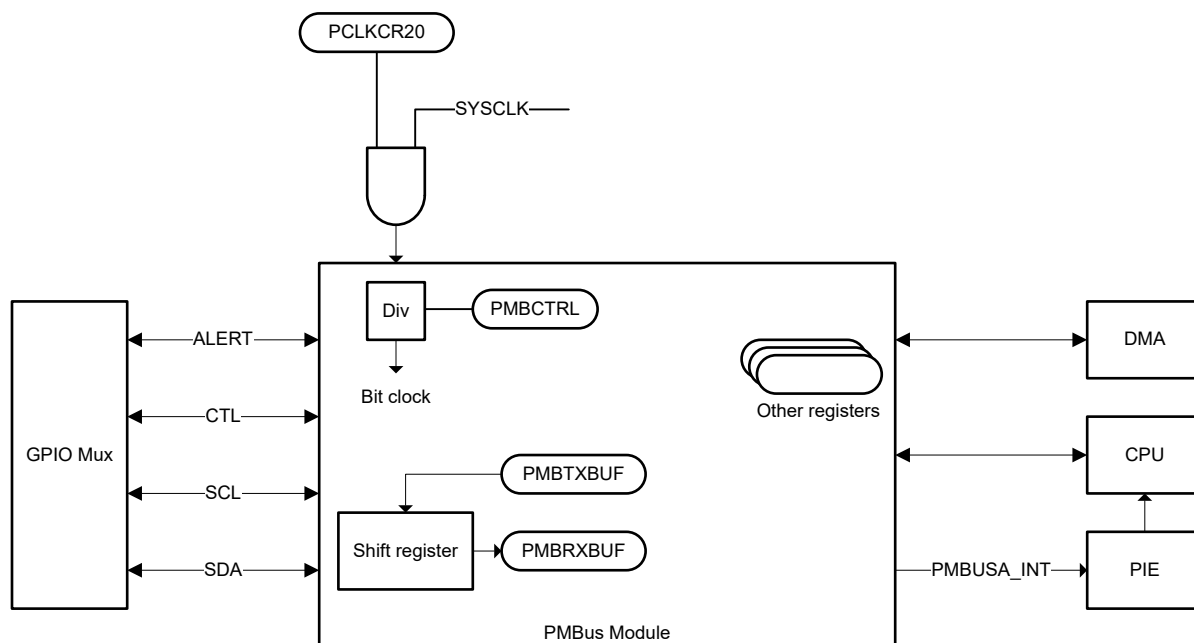 PCLKCR20
SYSCLK
Div
PMBCTRL
ALERT
DMA
Bit clock
Other registers
CTL
GPIO Mux
CPU
PMBTXBUF
SCL
Shift register
PMBRXBUF
SDA
PMBUSA_INT
PIE
PMBus Module